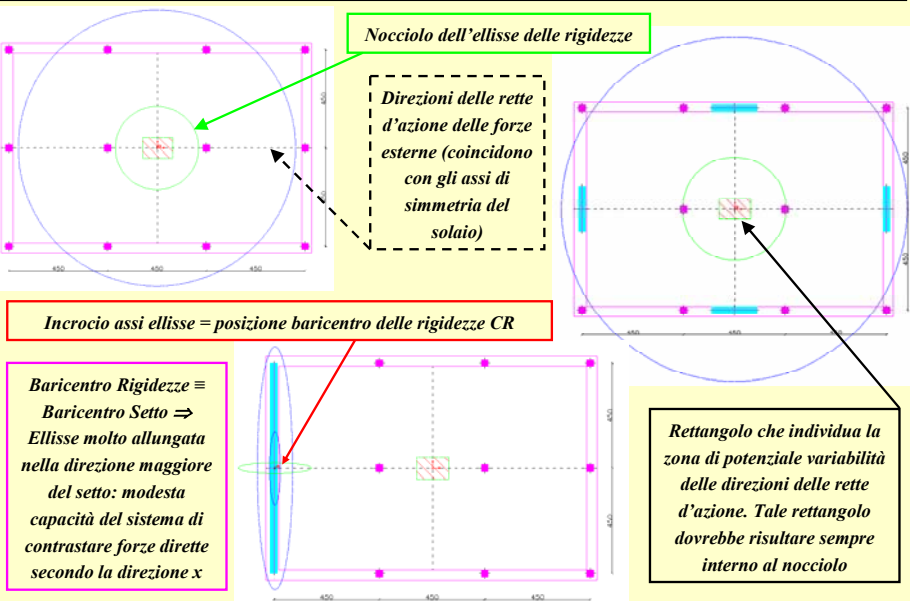 Nocciolo dell'ellisse delle rigidezze
Direzioni delle rette
d'azione delle forze
esterne (coincidono
con gli assi di
simmetria del
solaio)
450
450
450
450
450
450
450
450
450
450
Incrocio assi ellisse = posizione baricentro delle rigidezze CR
Baricentro Rigidezze ≡
Baricentro Setto ⇒
Ellisse molto allungata
nella direzione maggiore
del setto: modesta
capacità del sistema di
contrastare forze dirette
secondo la direzione x
450
450
450
450
450
Rettangolo che individua la
zona di potenziale variabilità
delle direzioni delle rette
d'azione. Tale rettangolo
dovrebbe risultare sempre
interno al nocciolo